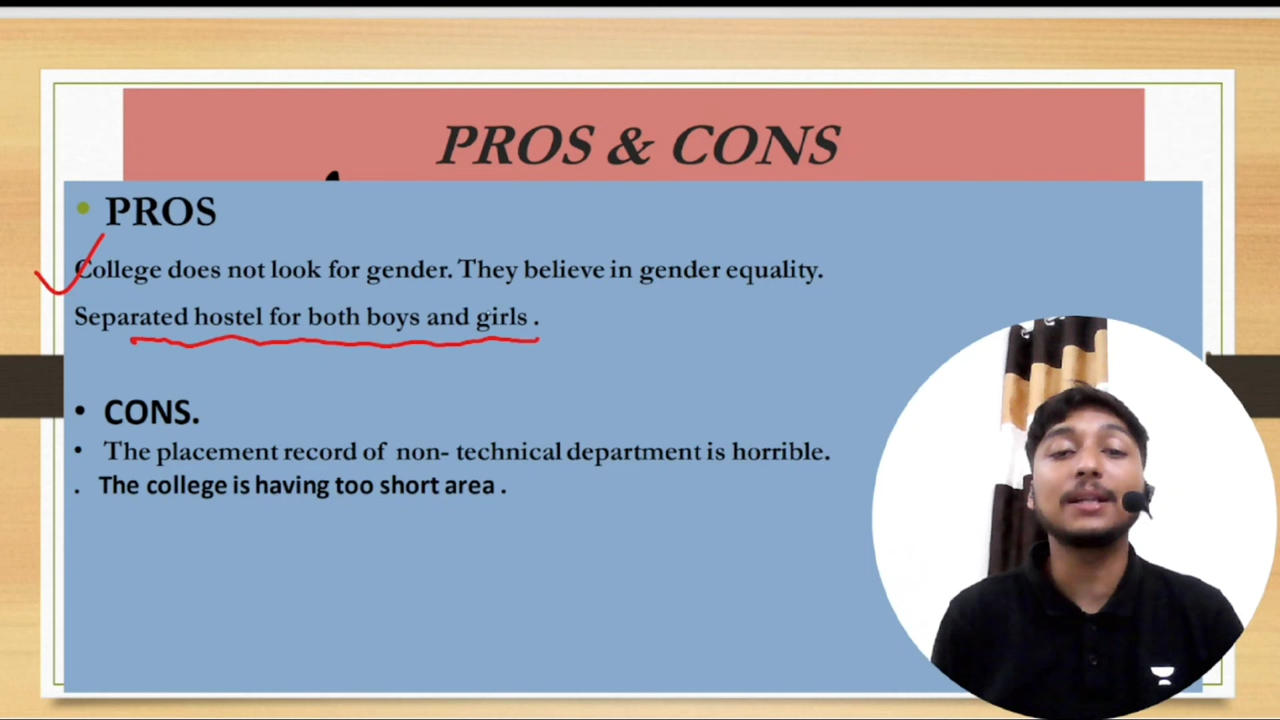 PROS & CONS
• PROS
College does not look for gender. They believe in gender equality.
Separated hostel for both boys and girls .
• CONS.
• The placement record of non- technical department is horrible.
. The college is having too short area .